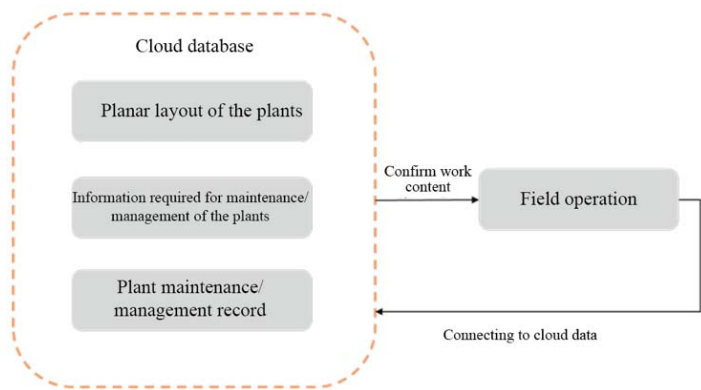 Cloud database
Planar layout of the plants
Information required for maintenance/
management of the plants
Plant maintenance/
management record
Confirm work
content
Field operation
Connecting to cloud data